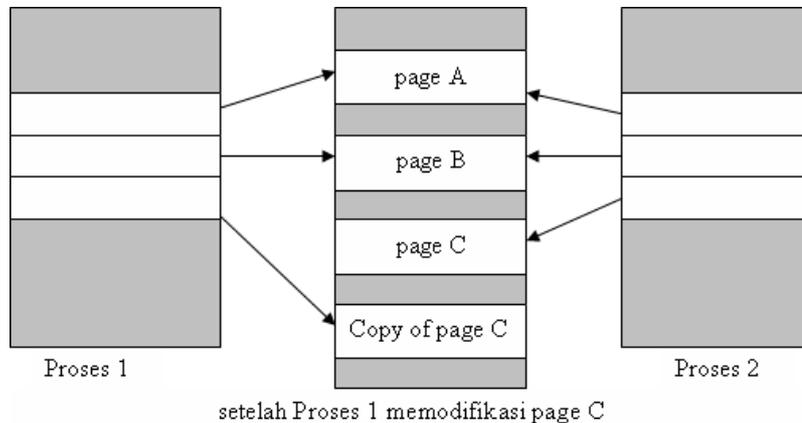 page A
page B
page C
Copy of page C
Proses 1
Proses 2
setelah Proses 1 memodifikasi page C